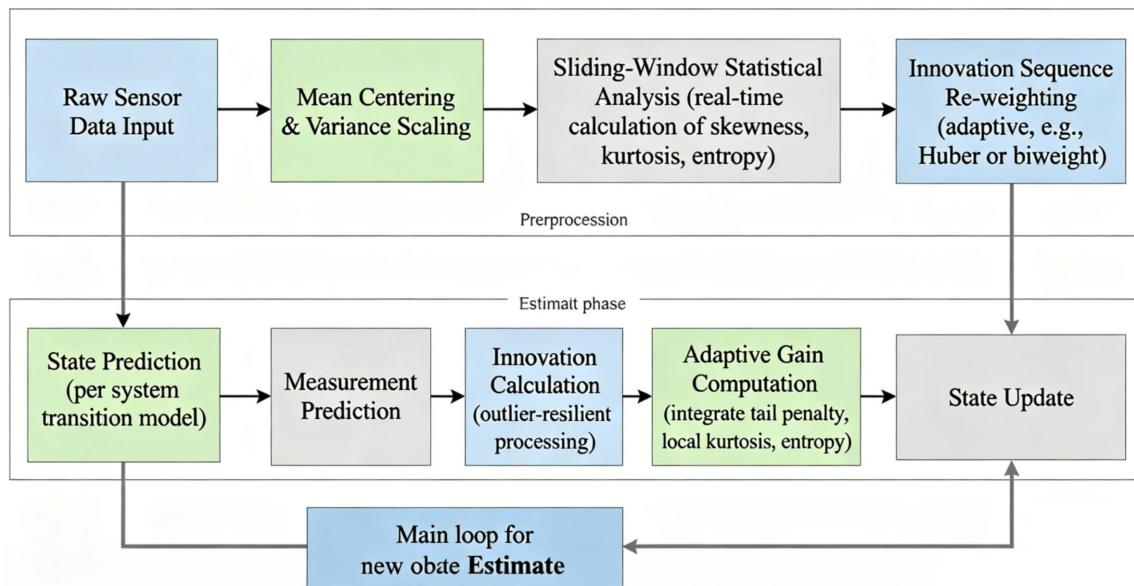 Raw Sensor
Data Input
Mean Centering
& Variance Scaling
Sliding-Window Statistical
Analysis (real-time
calculation of skewness,
kurtosis, entropy)
Innovation Sequence
Re-weighting
(adaptive, e.g.,
Huber or biweight)
Prerprocession
EstimaIt phase
State Prediction
(per system
transition model)
Measurement
Prediction
Innovation
Calculation
(outlier-resilient
processing)
Adaptive Gain
Computation
(integrate tail penalty,
local kurtosis, entropy)
State Update
Main loop for
new Estimate